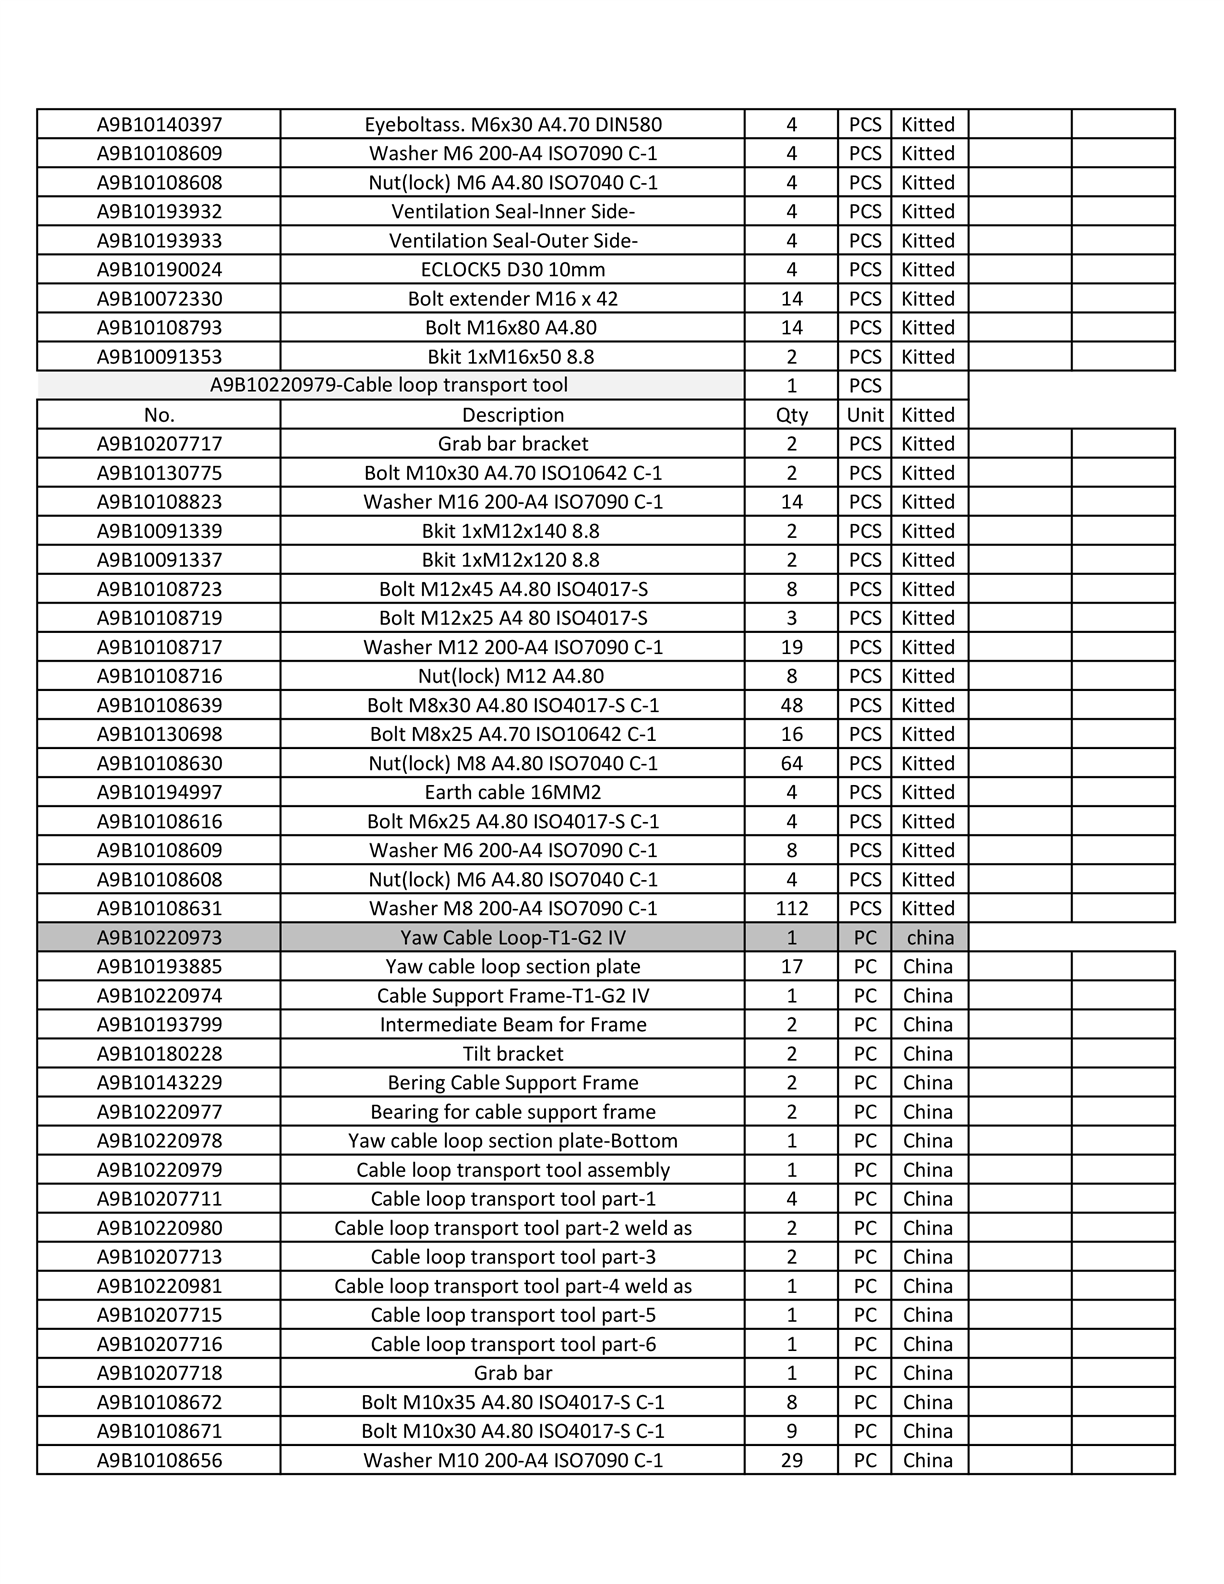 A9B10140397 Eyeboltass. M6x30 A4.70 DIN580 4 PCS Kitted
A9B10108609 Washer M6 200-A4 ISO7090 C-1 4 PCS Kitted
A9B10108608 Nut(lock) M6 A4.80 ISO7040 C-1 4 PCS Kitted
A9B10193932 Ventilation Seal-Inner Side- 4 PCS Kitted
A9B10193933 Ventilation Seal-Outer Side- 4 PCS Kitted
A9B10190024 ECLOCK5 D30 10mm 4 PCS Kitted
A9B10072330 Bolt extender M16 x 42 14 PCS Kitted
A9B10108793 Bolt M16x80 A4.80 14 PCS Kitted
A9B10091353 Bkit 1xM16x50 8.8 2 PCS Kitted
A9B10220979-Cable loop transport tool 1 PCS
No. Description Qty Unit Kitted
A9B10207717 Grab bar bracket 2 PCS Kitted
A9B10130775 Bolt M10x30 A4.70 ISO10642 C-1 2 PCS Kitted
A9B10108823 Washer M16 200-A4 ISO7090 C-1 14 PCS Kitted
A9B10091339 Bkit 1xM12x140 8.8 2 PCS Kitted
A9B10091337 Bkit 1xM12x120 8.8 2 PCS Kitted
A9B10108723 Bolt M12x45 A4.80 ISO4017-S 8 PCS Kitted
A9B10108719 Bolt M12x25 A4 80 ISO4017-S 3 PCS Kitted
A9B10108717 Washer M12 200-A4 ISO7090 C-1 19 PCS Kitted
A9B10108716 Nut(lock) M12 A4.80 8 PCS Kitted
A9B10108639 Bolt M8x30 A4.80 ISO4017-S C-1 48 PCS Kitted
A9B10130698 Bolt M8x25 A4.70 ISO10642 C-1 16 PCS Kitted
A9B10108630 Nut(lock) M8 A4.80 ISO7040 C-1 64 PCS Kitted
A9B10194997 Earth cable 16MM2 4 PCS Kitted
A9B10108616 Bolt M6x25 A4.80 ISO4017-S C-1 4 PCS Kitted
A9B10108609 Washer M6 200-A4 ISO7090 C-1 8 PCS Kitted
A9B10108608 Nut(lock) M6 A4.80 ISO7040 C-1 4 PCS Kitted
A9B10108631 Washer M8 200-A4 ISO7090 C-1 112 PCS Kitted
A9B10220973 Yaw Cable Loop-T1-G2 IV 1 PC china
A9B10193885 Yaw cable loop section plate 17 PC China
A9B10220974 Cable Support Frame-T1-G2 IV 1 PC China
A9B10193799 Intermediate Beam for Frame 2 PC China
A9B10180228 Tilt bracket 2 PC China
A9B10143229 Bering Cable Support Frame 2 PC China
A9B10220977 Bearing for cable support frame 2 PC China
A9B10220978 Yaw cable loop section plate-Bottom 1 PC China
A9B10220979 Cable loop transport tool assembly 1 PC China
A9B10207711 Cable loop transport tool part-1 4 PC China
A9B10220980 Cable loop transport tool part-2 weld as 2 PC China
A9B10207713 Cable loop transport tool part-3 2 PC China
A9B10220981 Cable loop transport tool part-4 weld as 1 PC China
A9B10207715 Cable loop transport tool part-5 1 PC China
A9B10207716 Cable loop transport tool part-6 1 PC China
A9B10207718 Grab bar 1 PC China
A9B10108672 Bolt M10x35 A4.80 ISO4017-S C-1 8 PC China
A9B10108671 Bolt M10x30 A4.80 ISO4017-S C-1 9 PC China
A9B10108656 Washer M10 200-A4 ISO7090 C-1 29 PC China